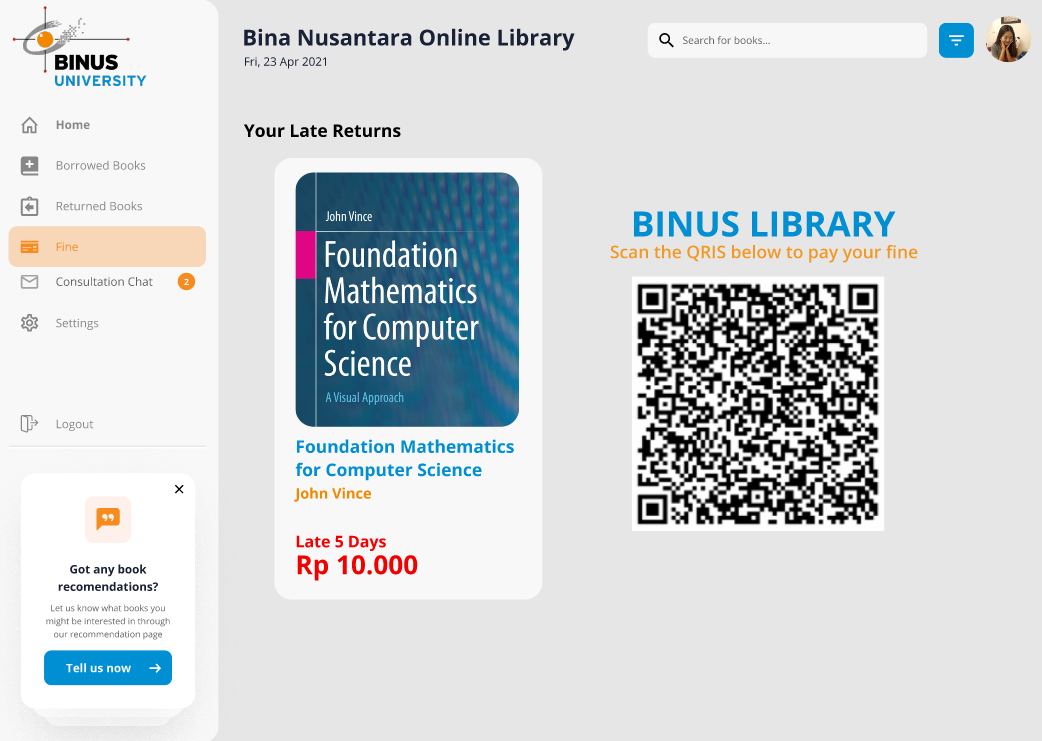 BINUS
UNIVERSITY
Home
Borrowed Books
Returned Books
Fine
Consultation Chat
2
Settings
Logout
Got any book
recomendations?
Let us know what books you
might be interested in through
our recommendation page
Tell us now
Bina Nusantara Online Library
Fri, 23 Apr 2021
Search for books...
Your Late Returns
John Vince
Foundation
Mathematics
for Computer
Science
A Visual Approach
Foundation Mathematics
for Computer Science
John Vince
Late 5 Days
Rp 10.000
BINUS LIBRARY
Scan the QRIS below to pay your fine